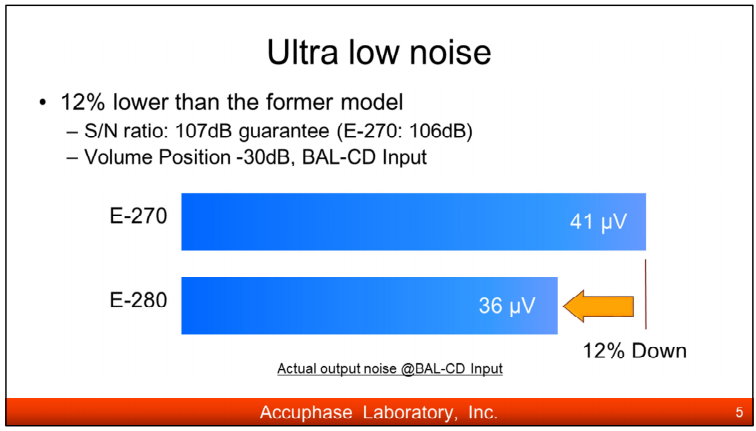 Ultra low noise
• 12% lower than the former model
– S/N ratio: 107dB guarantee (E-270: 106dB)
– Volume Position -30dB, BAL-CD Input
E-270
41 μV
E-280
36 μV
12% Down
Actual output noise @BAL-CD Input
Accuphase Laboratory, Inc.
5